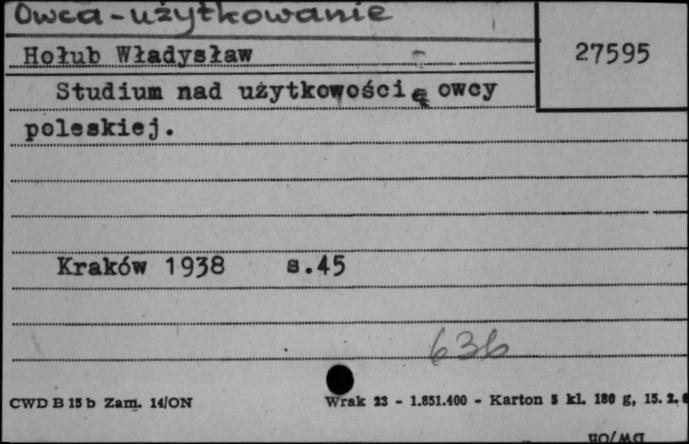 Owca-użytkowanie
27595
Hołub Władysław
Studium nad użytkowością owcy
poleskiej.
Kraków 1938 s.45
636
CWD B 15 b Zam. 14/ON Wrak 23 - 1.851.400 - Karton 5 kl. 180 g, 15. 2.